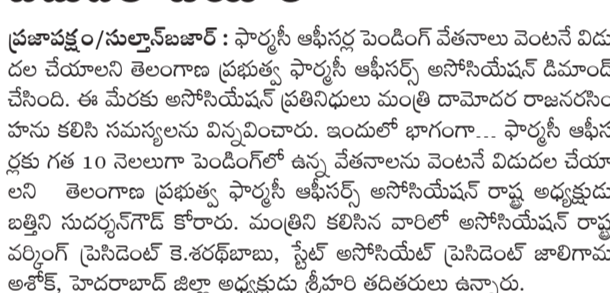 ప్రజాపక్షం/సుల్తాన్‌బజార్ : ఫార్మసీ ఆఫీసర్ల పెండింగ్ వేతనాలు వెంటనే విడు
దల చేయాలని తెలంగాణ ప్రభుత్వ ఫార్మసీ ఆఫీసర్స్ అసోసియేషన్ డిమాండ్
చేసింది. ఈ మేరకు అసోసియేషన్ ప్రతినిధులు మంత్రి దామోదర రాజనరసిం
హను కలిసి సమస్యలను విన్నవించారు. ఇందులో భాగంగా... ఫార్మసీ ఆఫీస
ర్లకు గత 10 నెలలుగా పెండింగ్‌లో ఉన్న వేతనాలను వెంటనే విడుదల చేయా
లని తెలంగాణ ప్రభుత్వ ఫార్మసీ ఆఫీసర్స్ అసోసియేషన్ రాష్ట్ర అధ్యక్షుడు
బత్తిని సుదర్శన్‌గౌడ్ కోరారు. మంత్రిని కలిసిన వారిలో అసోసియేషన్ రాష్ట్ర
వర్కింగ్ ప్రెసిడెంట్ కె.శరథ్‌బాబు, స్టేట్ అసోసియేట్ ప్రెసిడెంట్ జాలిగామ
అశోక్, హైదరాబాద్ జిల్లా అధ్యక్షుడు శ్రీహరి తదితరులు ఉన్నారు.